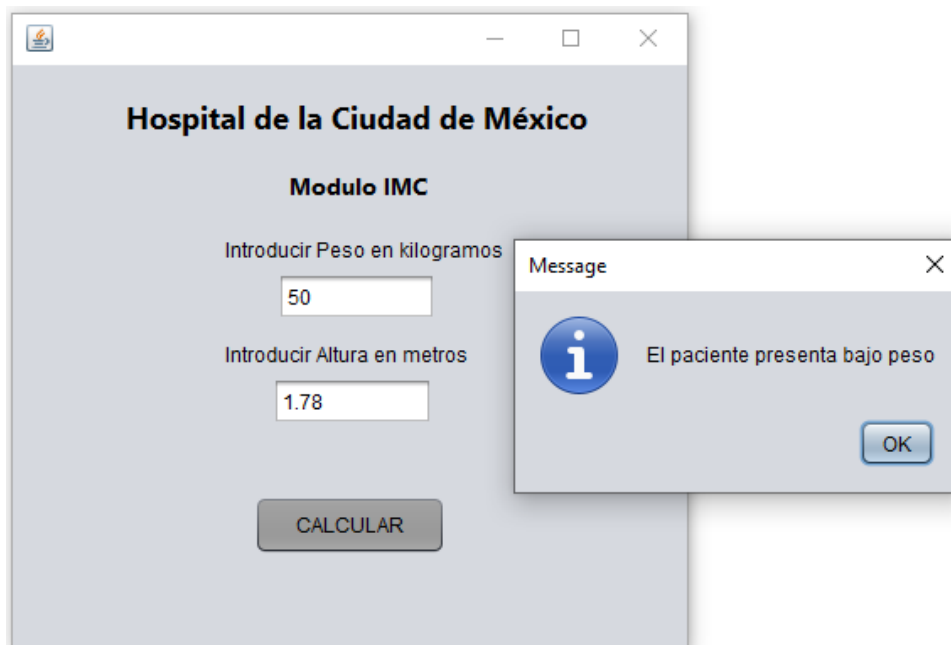 Hospital de la Ciudad de México
Modulo IMC
Introducir Peso en kilogramos
50
Introducir Altura en metros
1.78
CALCULAR
Message
El paciente presenta bajo peso
OK